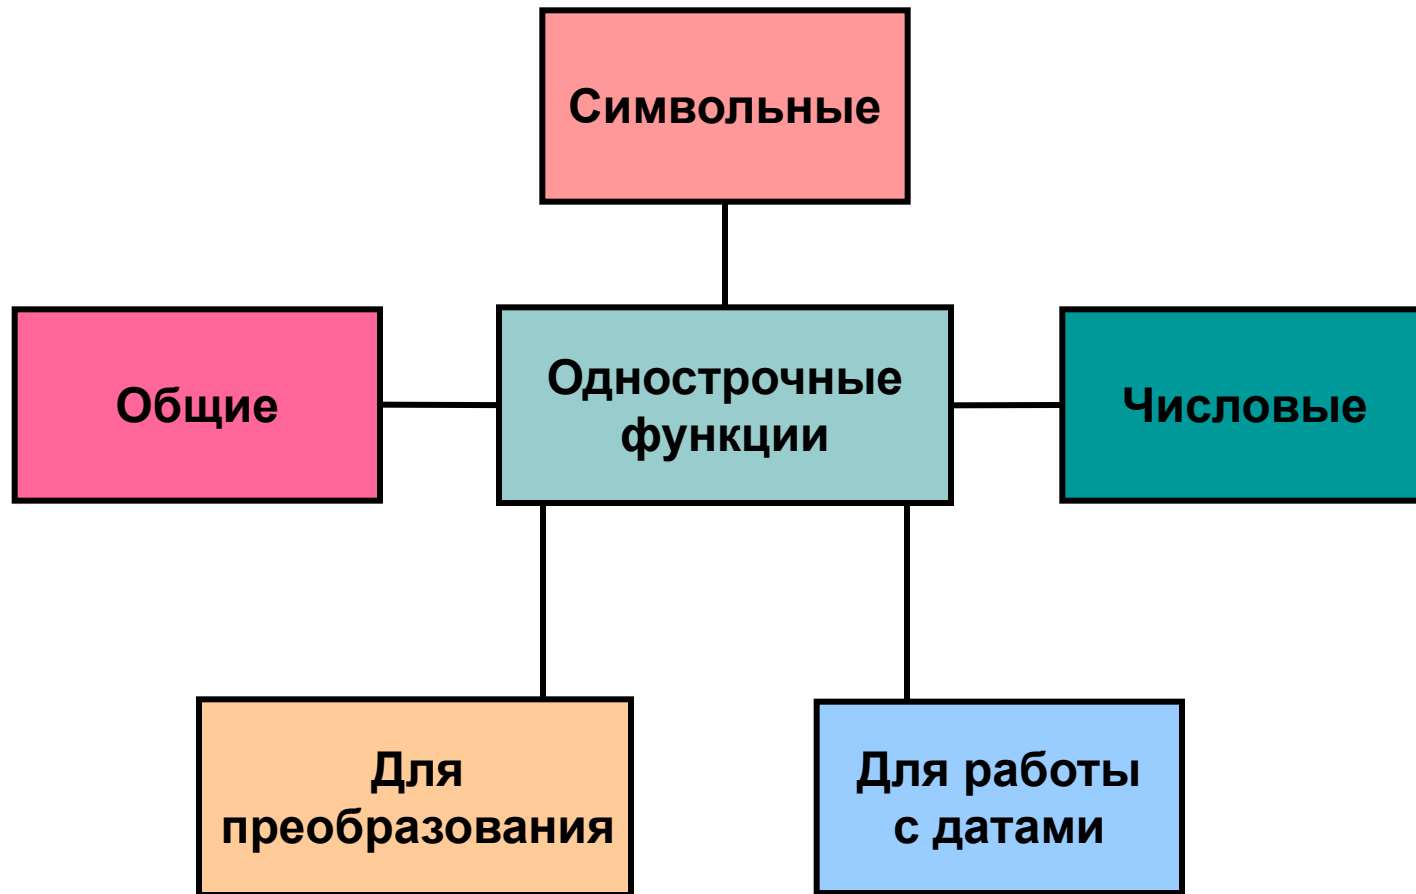 Символьные
Общие
Однострочные
функции
Числовые
Для
преобразования
Для работы
с датами